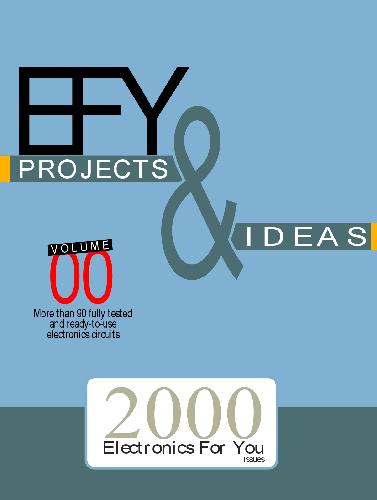 EFY
PROJECTS
&
IDEAS
VOLUME
00
More than 90 fully tested
and ready-to-use
electronics circuits
2000
Electronics For You
issues